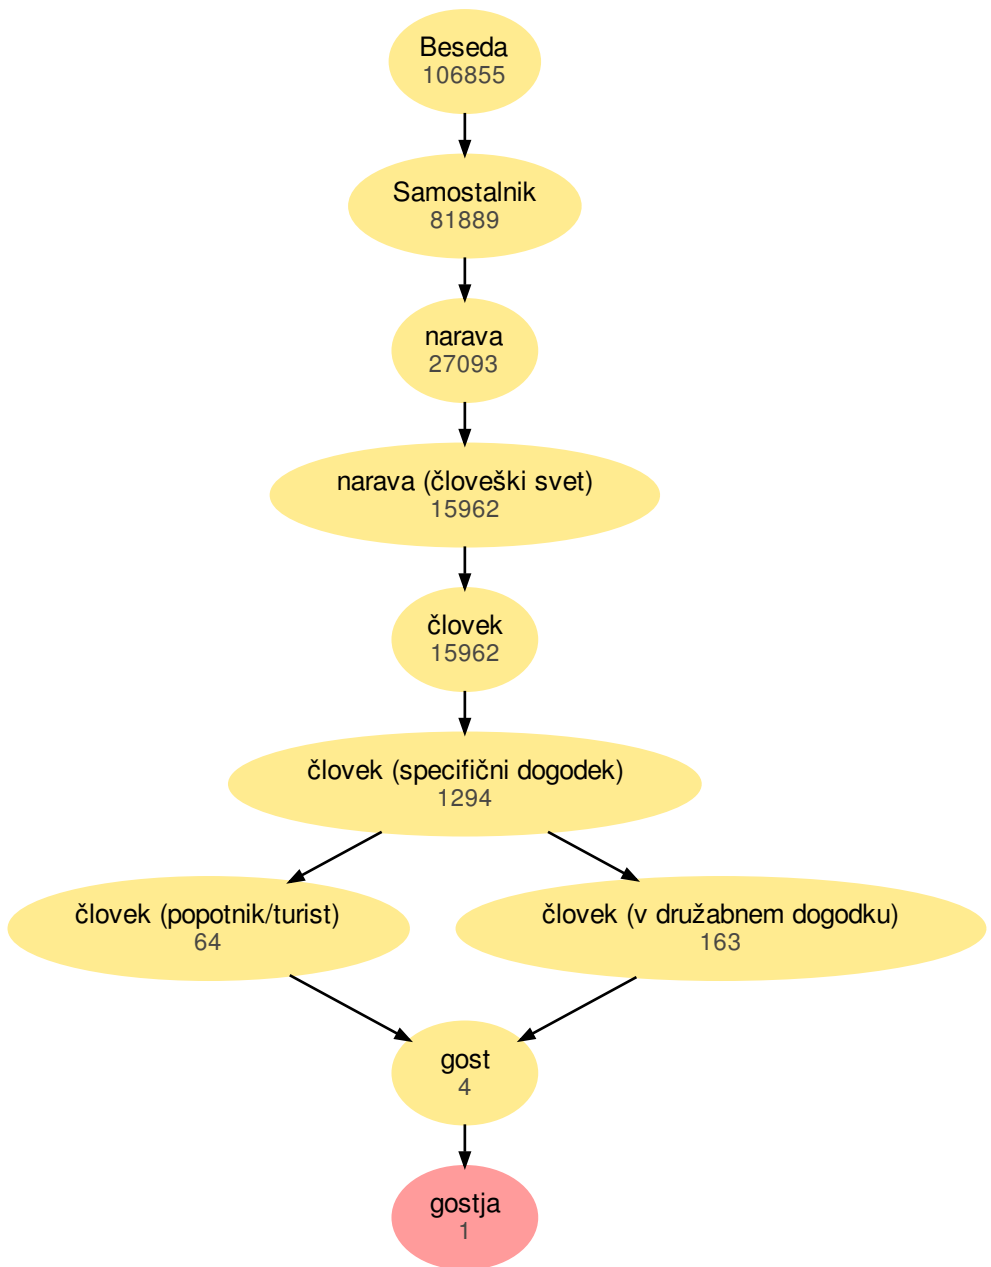 Beseda
106855
Samostalnik
81889
narava
27093
narava (človeški svet)
15962
človek
15962
človek (specifični dogodek)
1294
človek (popotnik/turist)
64
človek (v družabnem dogodku)
163
gost
4
gostja
1